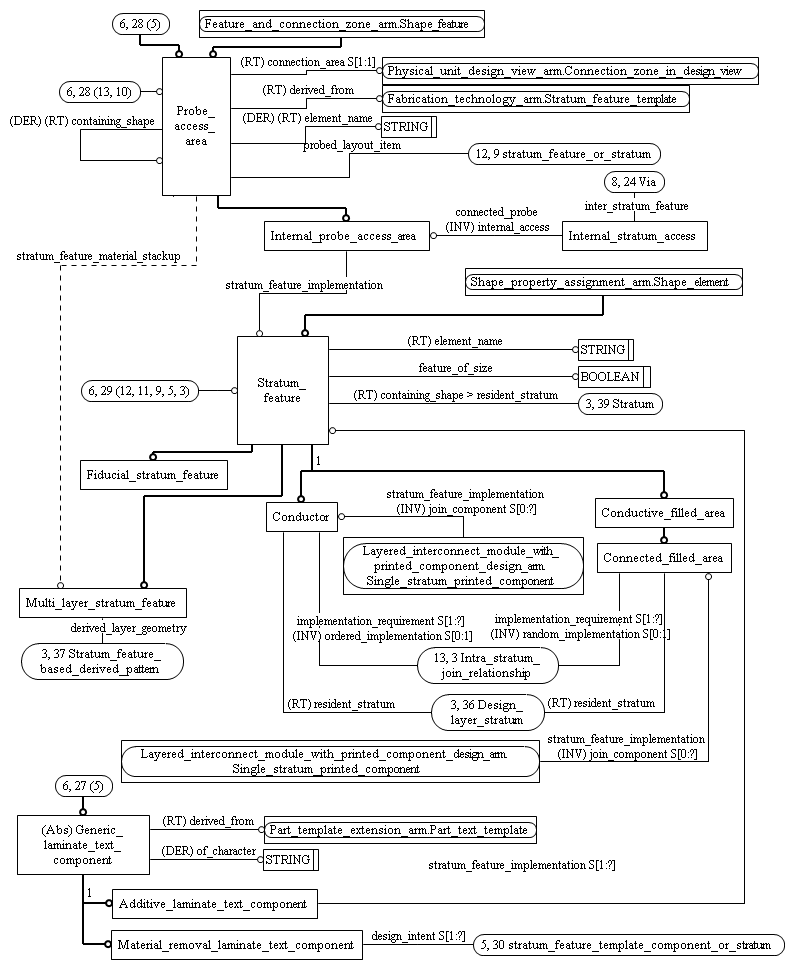 6, 28 (5)
Feature_and_connection_zone_arm.Shape_feature
(RT) connection_area S[1:1]
Physical_unit_design_view_arm.Connection_zone_in_design_view
6, 28 (13, 10)
(RT) derived_from
Fabrication_technology_arm.Stratum_feature_template
Probe_
access_
area
(DER) (RT) containing_shape
(DER) (RT) element_name
STRING
probed_layout_item
12, 9 stratum_feature_or_stratum
8, 24 Via
inter_stratum_feature
connected_probe
(INV) internal_access
Internal_probe_access_area
Internal_stratum_access
stratum_feature_material_stackup
stratum_feature_implementation
Shape_property_assignment_arm.Shape_element
(RT) element_name
STRING
feature_of_size
BOOLEAN
6, 29 (12, 11, 9, 5, 3)
Stratum_
feature
(RT) containing_shape > resident_stratum
3, 39 Stratum
1
Fiducial_stratum_feature
stratum_feature_implementation
(INV) join_component S[0:?]
Conductor
Conductive_filled_area
Layered_interconnect_module_with_
printed_component_design_arm.
Single_stratum_printed_component
Connected_filled_area
Multi_layer_stratum_feature
derived_layer_geometry
3, 37 Stratum_feature_
based_derived_pattern
implementation_requirement S[1:?]
(INV) ordered_implementation S[0:1]
implementation_requirement S[1:?]
(INV) random_implementation S[0:1]
13, 3 Intra_stratum_
join_relationship
(RT) resident_stratum
3, 36 Design_
layer_stratum
(RT) resident_stratum
stratum_feature_implementation
(INV) join_component S[0:?]
Layered_interconnect_module_with_printed_component_design_arm.
Single_stratum_printed_component
6, 27 (5)
(Abs) Generic_
laminate_text_
component
(RT) derived_from
Part_template_extension_arm.Part_text_template
(DER) of_character
STRING
stratum_feature_implementation S[1:?]
1
Additive_laminate_text_component
Material_removal_laminate_text_component
design_intent S[1:?]
5, 30 stratum_feature_template_component_or_stratum